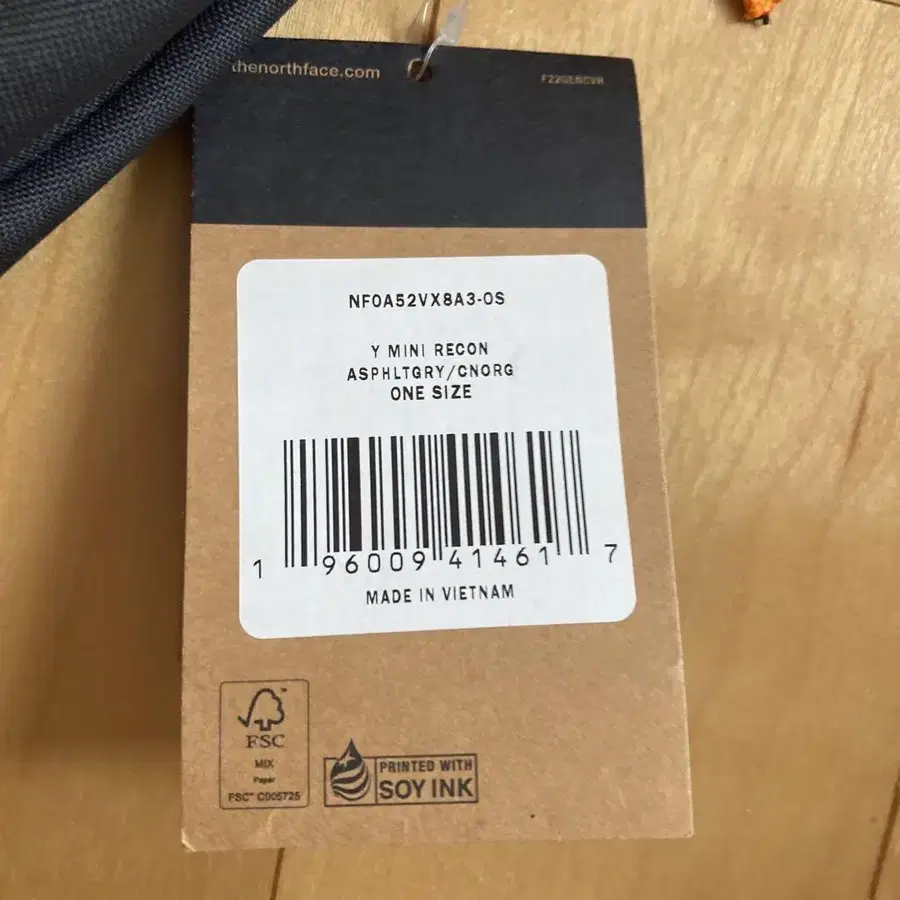 thenorthface.com
F22GENCVR
NF0A52VX8A3-OS
Y MINI RECON
ASPHLTGRY/CNORG
ONE SIZE
1 96009 41461 7
MADE IN VIETNAM
FSC
MIX
Paper
FSC™ C005725
PRINTED WITH
SOY INK